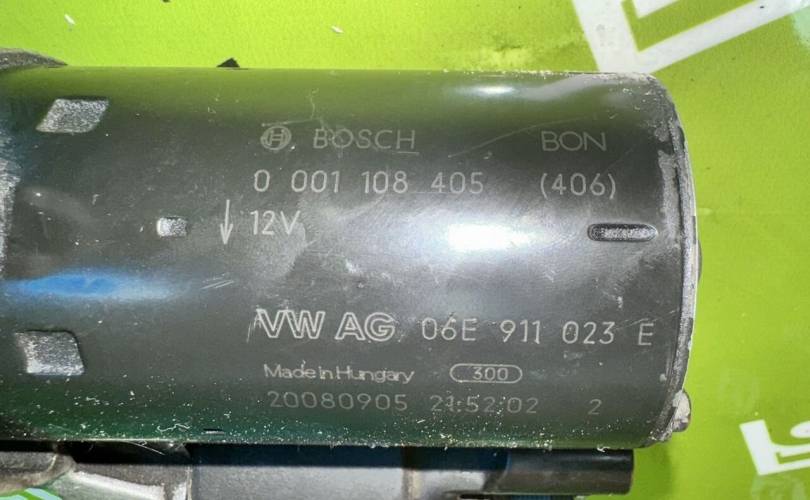 BOSCH BON
0 001 108 405 (406)
12V
VW AG 06E 911 023 E
Made in Hungary 300
20080905 21:52:02 2